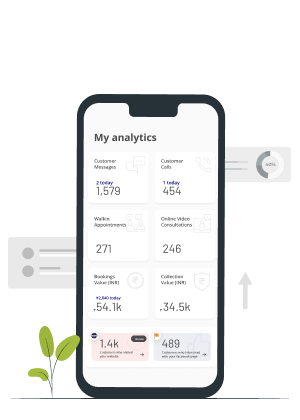 My analytics
Customer
Messages
Customer
Calls
2 today
1 today
1,579
454
Walkin
Appointments
Online Video
Consultations
271
246
Bookings
Value (INR)
Collection
Value (INR)
₹2,840 today
₹54.1k
₹34.5k
1.4k
489
Customers who visited
your website
Customers who interacted
with your Facebook page
60%